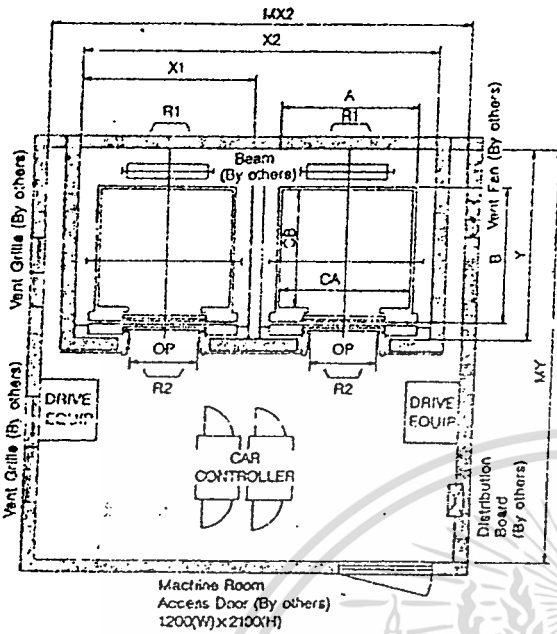 MX2
X2
X1
A
R1
R1
Beam
(By others)
Vent Fan (By others)
Vent Grille (By others)
CB
CA
B
Y
MY
OP
OP
R2
R2
DRIVE
EQUIP
DRIVE
EQUIP
CAR
CONTROLLER
Vent Grille (By others)
Distribution
Board
(By others)
Machine Room
Access Door (By others)
1200(W)x2100(H)